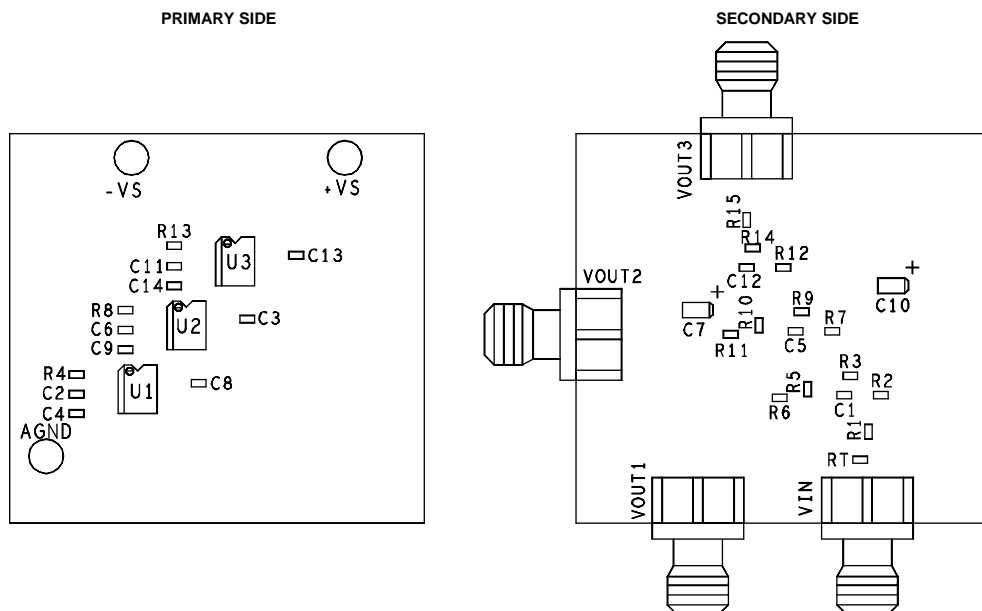 PRIMARY SIDE
-VS
+VS
R13
C11
C14
U3
C13
R8
C6
C9
U2
C3
R4
C2
C4
U1
C8
AGND
SECONDARY SIDE
VOUT3
R15
R14
C12
R12
VOUT2
+
C7
+
C10
R10
R11
R9
C5
R7
R3
R2
R5
R6
C1
R1
RT
VOUT1
VIN